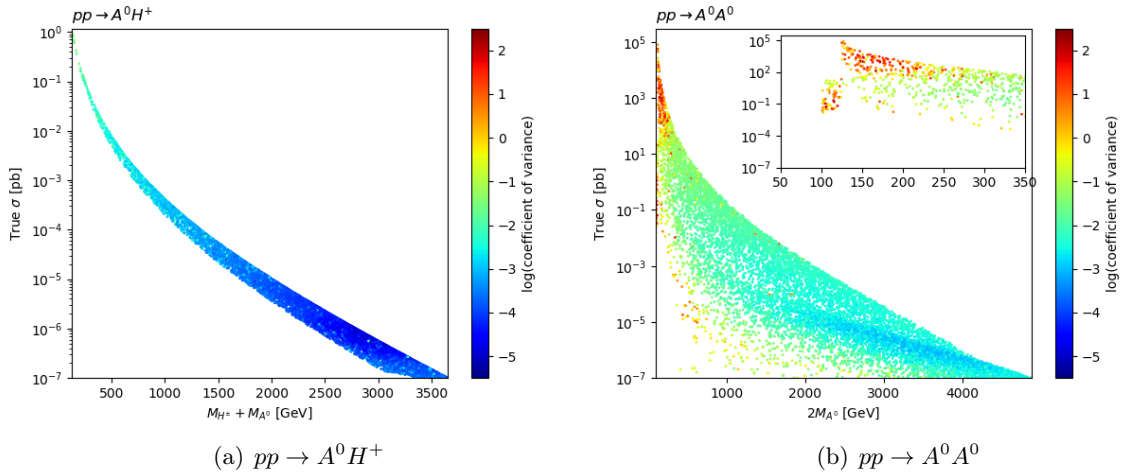 pp → A⁰H⁺
10⁰
10⁻¹
10⁻²
10⁻³
10⁻⁴
10⁻⁵
10⁻⁶
10⁻⁷
True σ [pb]
500 1000 1500 2000 2500 3000 3500
M_{H^±} + M_{A⁰} [GeV]
2
1
0
−1
−2
−3
−4
−5
log(coefficient of variance)
(a) pp → A⁰H⁺
pp → A⁰A⁰
10⁵
10³
10¹
10⁻¹
10⁻³
10⁻⁵
10⁻⁷
True σ [pb]
10⁵
10²
10⁻¹
10⁻⁴
10⁻⁷
50 100 150 200 250 300 350
1000 2000 3000 4000
2M_{A⁰} [GeV]
2
1
0
−1
−2
−3
−4
−5
log(coefficient of variance)
(b) pp → A⁰A⁰